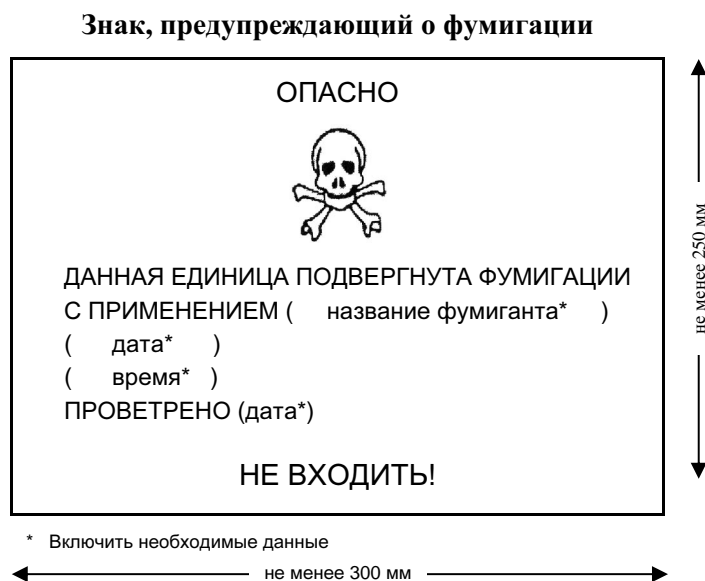 Знак, предупреждающий о фумигации
ОПАСНО
ДАННАЯ ЕДИНИЦА ПОДВЕРГНУТА ФУМИГАЦИИ
С ПРИМЕНЕНИЕМ ( название фумиганта* )
( дата* )
( время* )
ПРОВЕТРЕНО (дата*)
НЕ ВХОДИТЬ!
не менее 250 мм
* Включить необходимые данные
не менее 300 мм